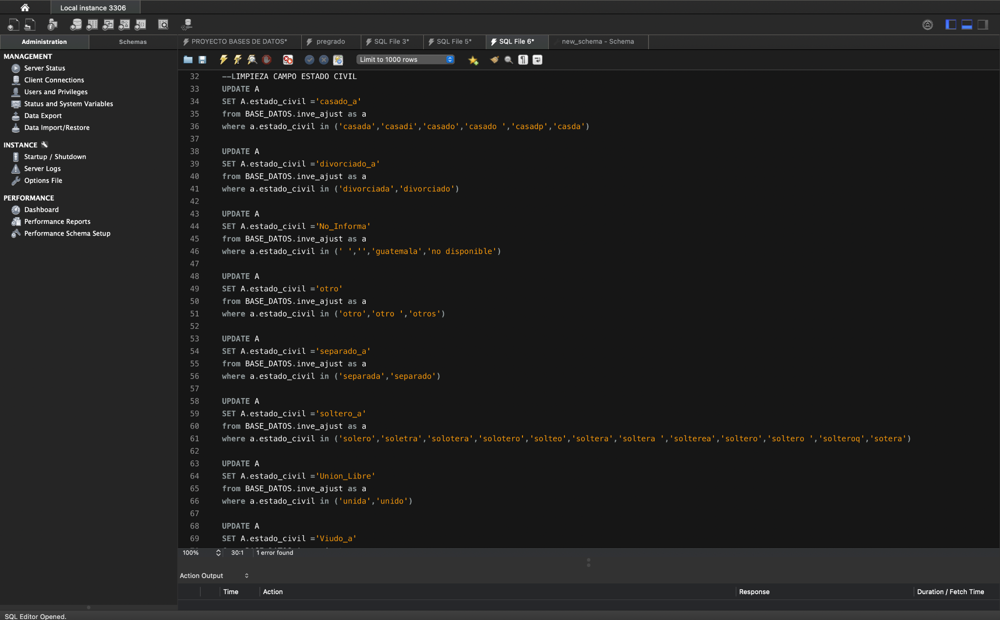 Local instance 3306
Administration
Schemas
PROYECTO BASES DE DATOS*
pregrado
SQL File 3*
SQL File 5*
SQL File 6*
new_schema - Schema
MANAGEMENT
Server Status
Client Connections
Users and Privileges
Status and System Variables
Data Export
Data Import/Restore
INSTANCE
Startup / Shutdown
Server Logs
Options File
PERFORMANCE
Dashboard
Performance Reports
Performance Schema Setup
Limit to 1000 rows
32 --LIMPIEZA CAMPO ESTADO CIVIL
33 UPDATE A
34 SET A.estado_civil ='casado_a'
35 from BASE_DATOS.inve_ajust as a
36 where a.estado_civil in ('casada','casadi','casado','casado ','casadp','casda')
37
38 UPDATE A
39 SET A.estado_civil ='divorciado_a'
40 from BASE_DATOS.inve_ajust as a
41 where a.estado_civil in ('divorciada','divorciado')
42
43 UPDATE A
44 SET A.estado_civil ='No_Informa'
45 from BASE_DATOS.inve_ajust as a
46 where a.estado_civil in (' ','','guatemala','no disponible')
47
48 UPDATE A
49 SET A.estado_civil ='otro'
50 from BASE_DATOS.inve_ajust as a
51 where a.estado_civil in ('otro','otro ','otros')
52
53 UPDATE A
54 SET A.estado_civil ='separado_a'
55 from BASE_DATOS.inve_ajust as a
56 where a.estado_civil in ('separada','separado')
57
58 UPDATE A
59 SET A.estado_civil ='soltero_a'
60 from BASE_DATOS.inve_ajust as a
61 where a.estado_civil in ('solero','soletra','solotera','solotero','solteo','soltera','soltera ','solterea','soltero','soltero ','solteroq','sotera')
62
63 UPDATE A
64 SET A.estado_civil ='Union_Libre'
65 from BASE_DATOS.inve_ajust as a
66 where a.estado_civil in ('unida','unido')
67
68 UPDATE A
69 SET A.estado_civil ='Viudo_a'
100%
30:1
1 error found
Action Output
Time
Action
Response
Duration / Fetch Time
SQL Editor Opened.